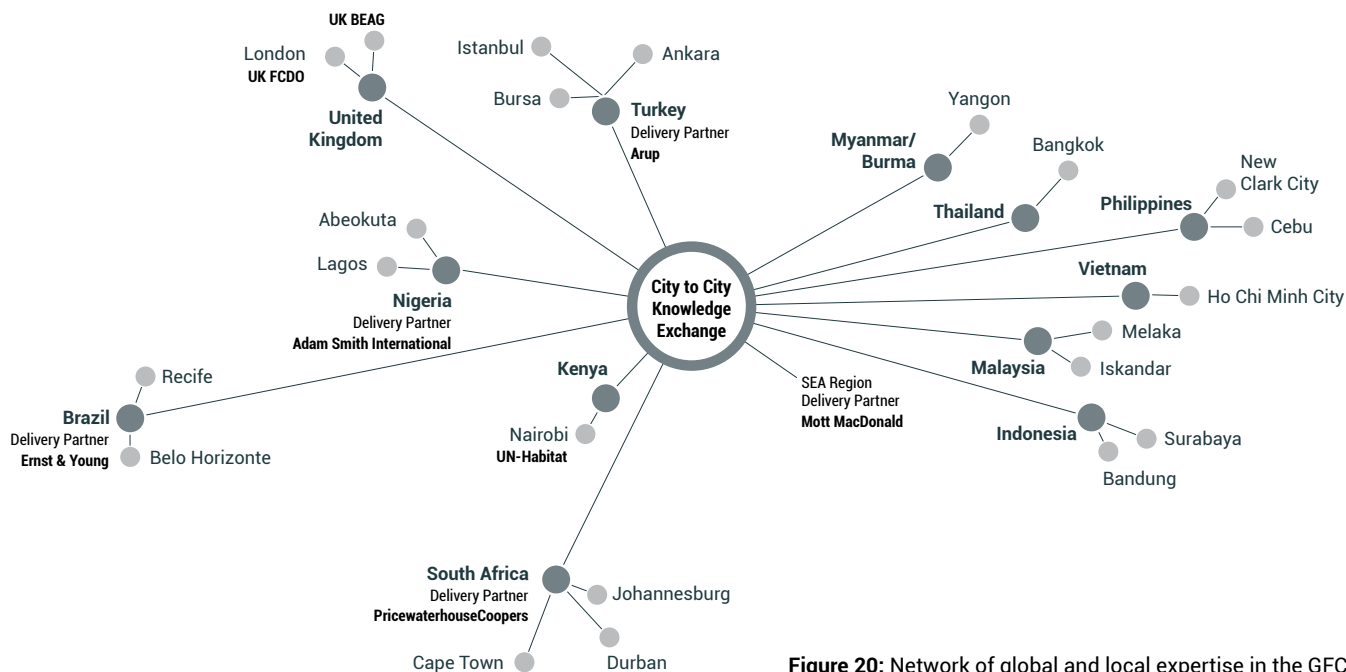 UK BEAG
London
UK FCDO
United
Kingdom
Istanbul
Ankara
Bursa
Turkey
Delivery Partner
Arup
Yangon
Myanmar/
Burma
Bangkok
Thailand
New
Clark City
Philippines
Cebu
Abeokuta
Lagos
Nigeria
Delivery Partner
Adam Smith International
City to City
Knowledge
Exchange
Vietnam
Ho Chi Minh City
Melaka
Malaysia
Iskandar
Kenya
Nairobi
UN-Habitat
SEA Region
Delivery Partner
Mott MacDonald
Indonesia
Surabaya
Bandung
Recife
Brazil
Delivery Partner
Ernst & Young
Belo Horizonte
South Africa
Delivery Partner
PricewaterhouseCoopers
Johannesburg
Cape Town
Durban
Figure 20: Network of global and local expertise in the GFC